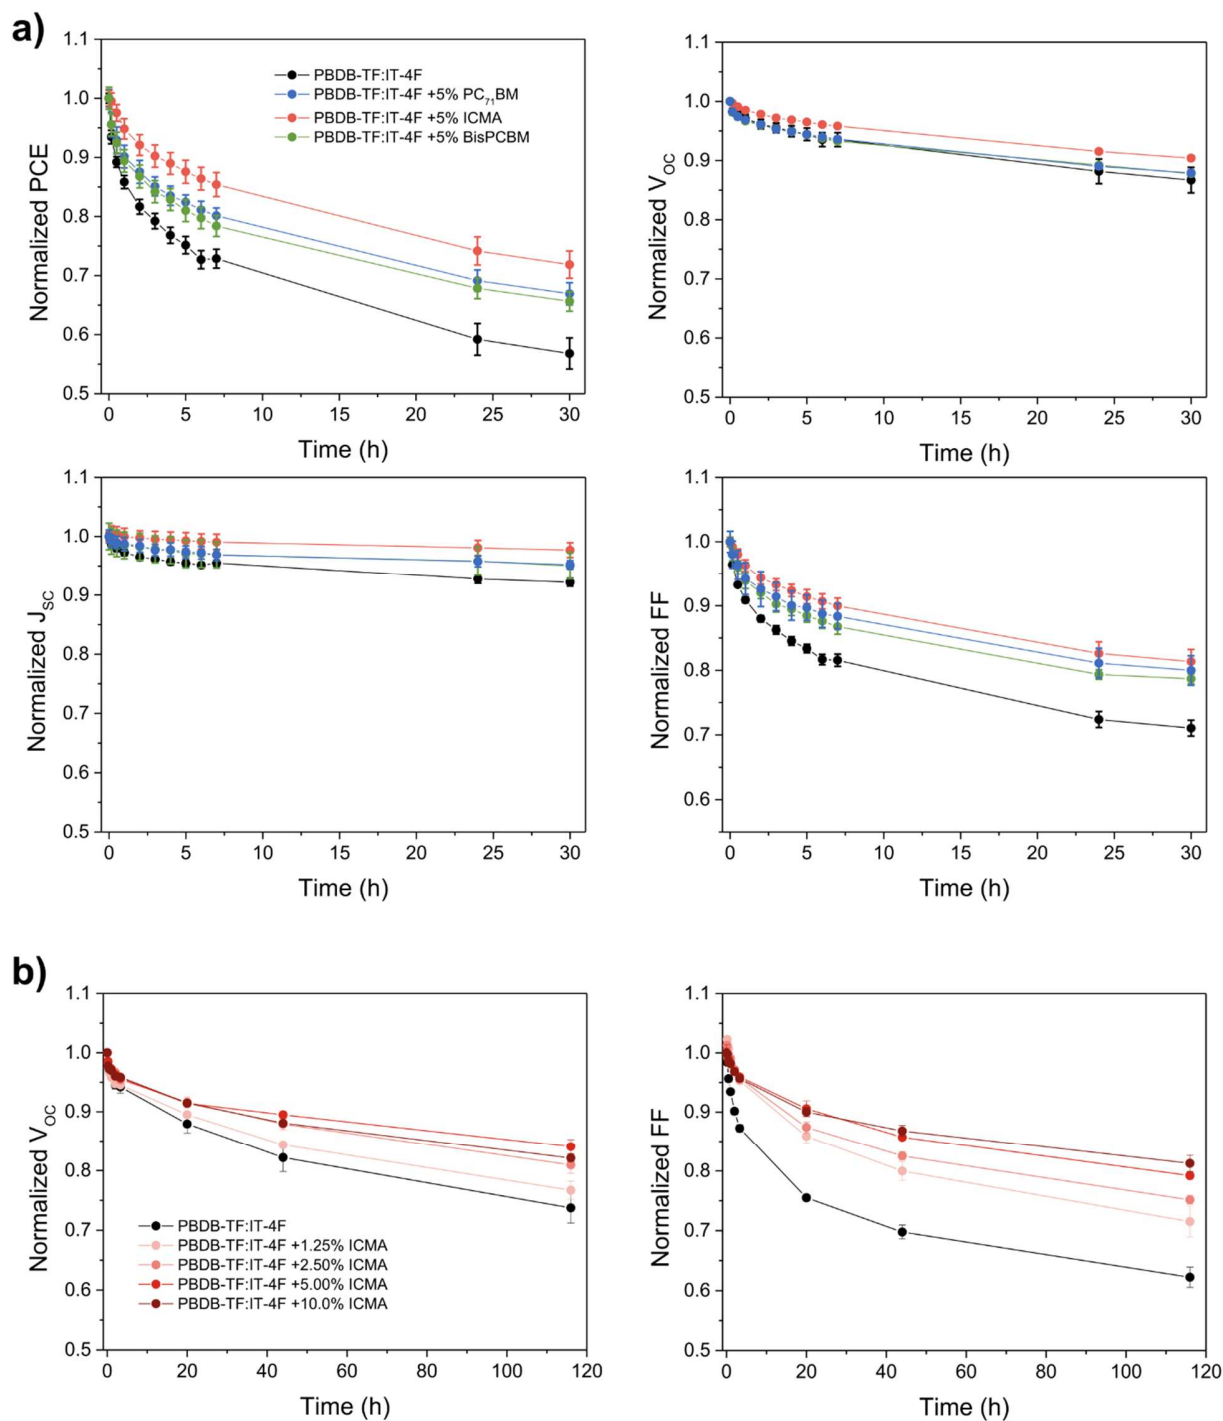 a)
1.1
1.0
0.9
0.8
0.7
0.6
0.5
Normalized PCE
PBDB-TF:IT-4F
PBDB-TF:IT-4F +5% PC71BM
PBDB-TF:IT-4F +5% ICMA
PBDB-TF:IT-4F +5% BisPCBM
0 5 10 15 20 25 30
Time (h)
1.1
1.0
0.9
0.8
0.7
0.6
0.5
Normalized VOC
0 5 10 15 20 25 30
Time (h)
1.1
1.0
0.9
0.8
0.7
0.6
0.5
Normalized JSC
0 5 10 15 20 25 30
Time (h)
1.1
1.0
0.9
0.8
0.7
0.6
Normalized FF
0 5 10 15 20 25 30
Time (h)
b)
1.1
1.0
0.9
0.8
0.7
0.6
0.5
Normalized VOC
PBDB-TF:IT-4F
PBDB-TF:IT-4F +1.25% ICMA
PBDB-TF:IT-4F +2.50% ICMA
PBDB-TF:IT-4F +5.00% ICMA
PBDB-TF:IT-4F +10.0% ICMA
0 20 40 60 80 100 120
Time (h)
1.1
1.0
0.9
0.8
0.7
0.6
0.5
Normalized FF
0 20 40 60 80 100 120
Time (h)